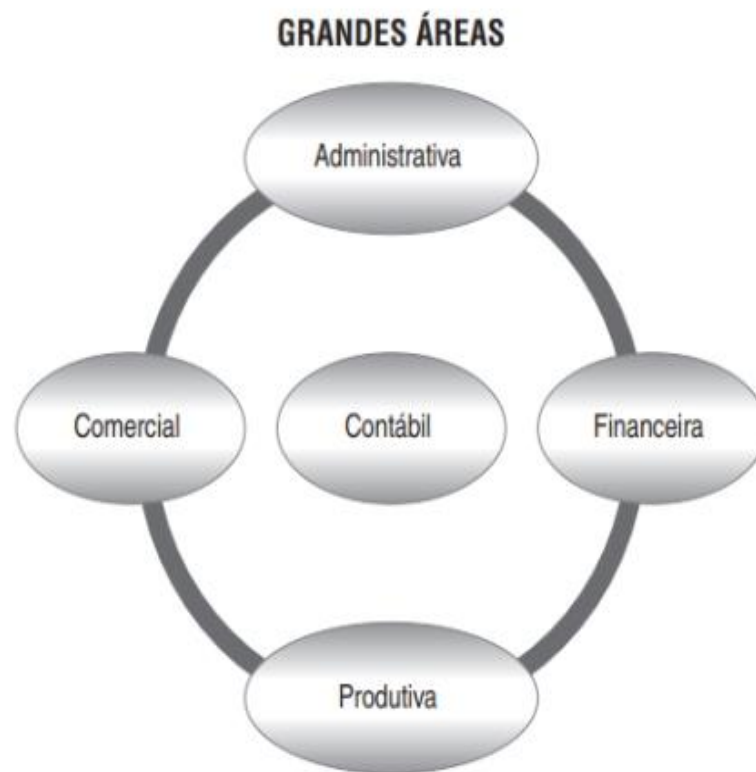 GRANDES ÁREAS
Administrativa
Comercial
Contábil
Financeira
Produtiva